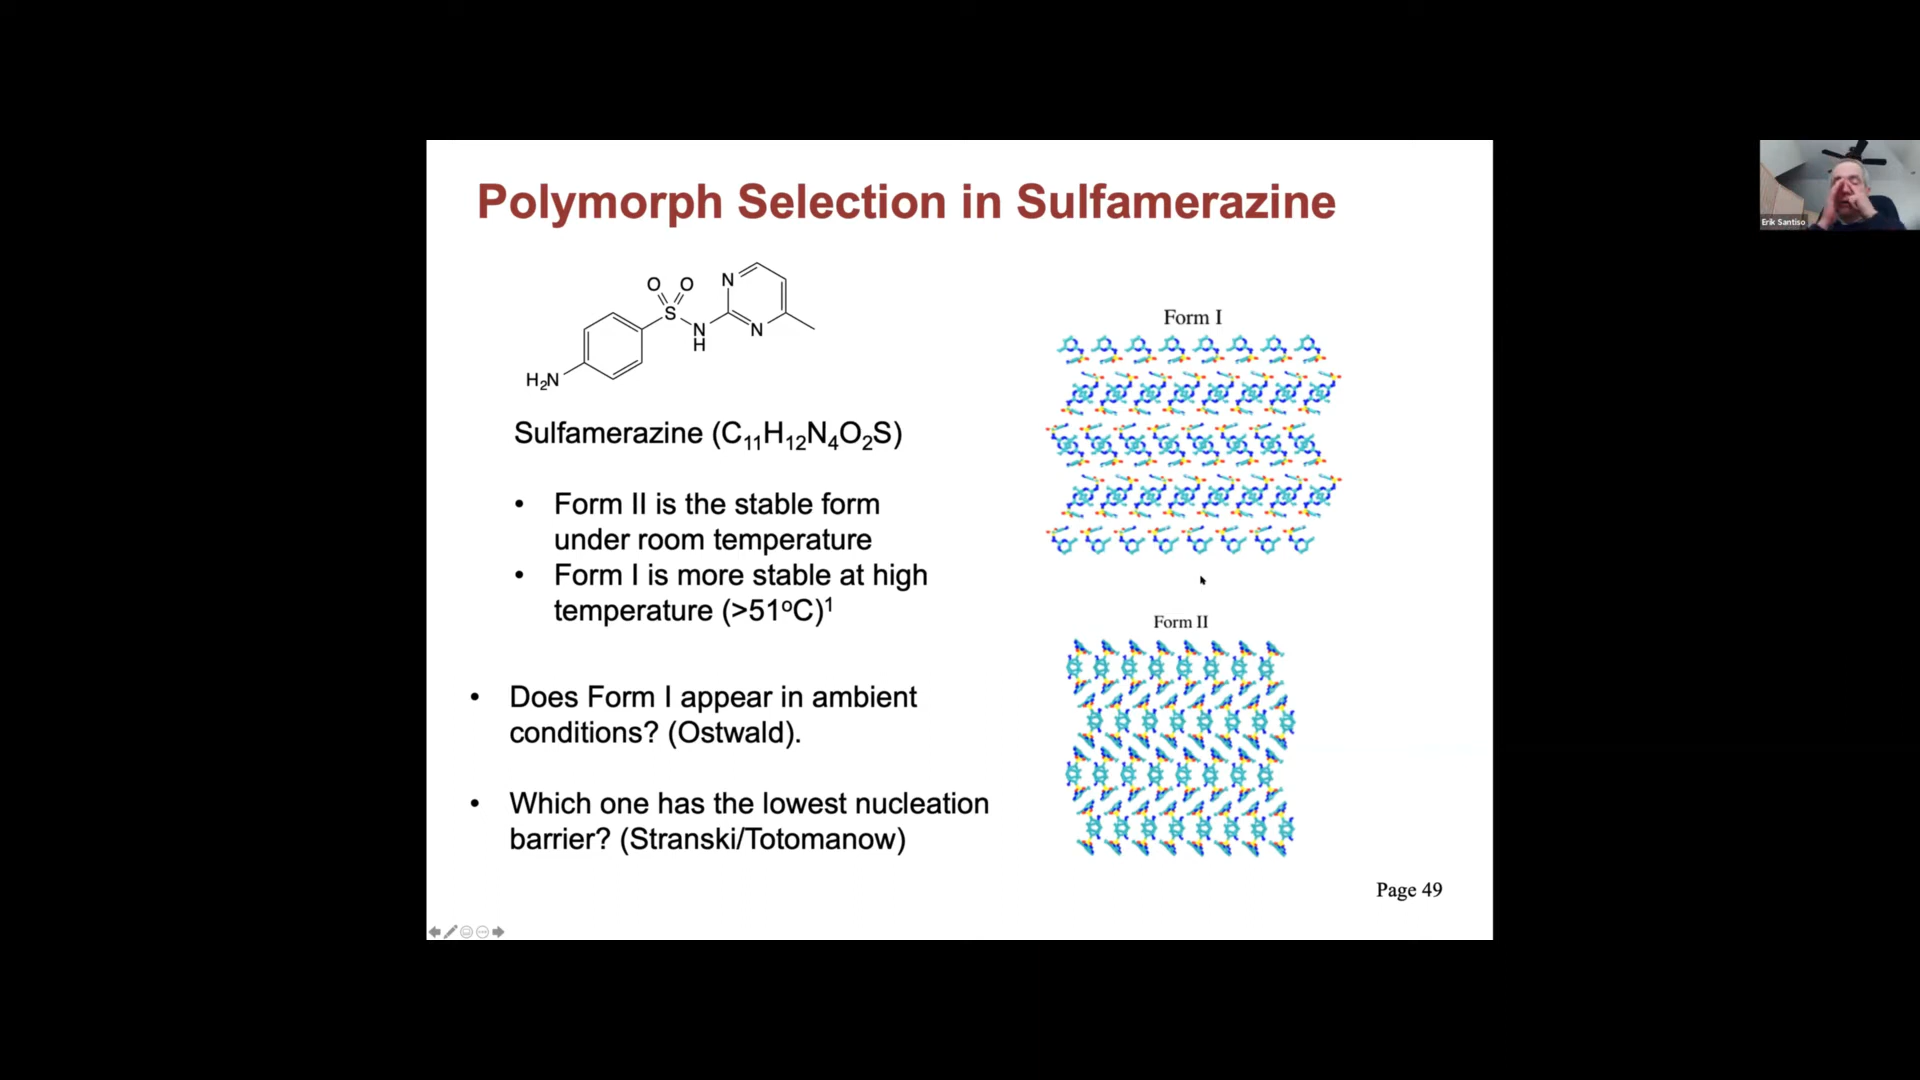 Polymorph Selection in Sulfamerazine
O O
S
N
H
N
N
H₂N
Sulfamerazine (C₁₁H₁₂N₄O₂S)
• Form II is the stable form
under room temperature
• Form I is more stable at high
temperature (>51ºC)¹
• Does Form I appear in ambient
conditions? (Ostwald).
• Which one has the lowest nucleation
barrier? (Stranski/Totomanow)
Form I
Form II
Page 49
Erik Santiso